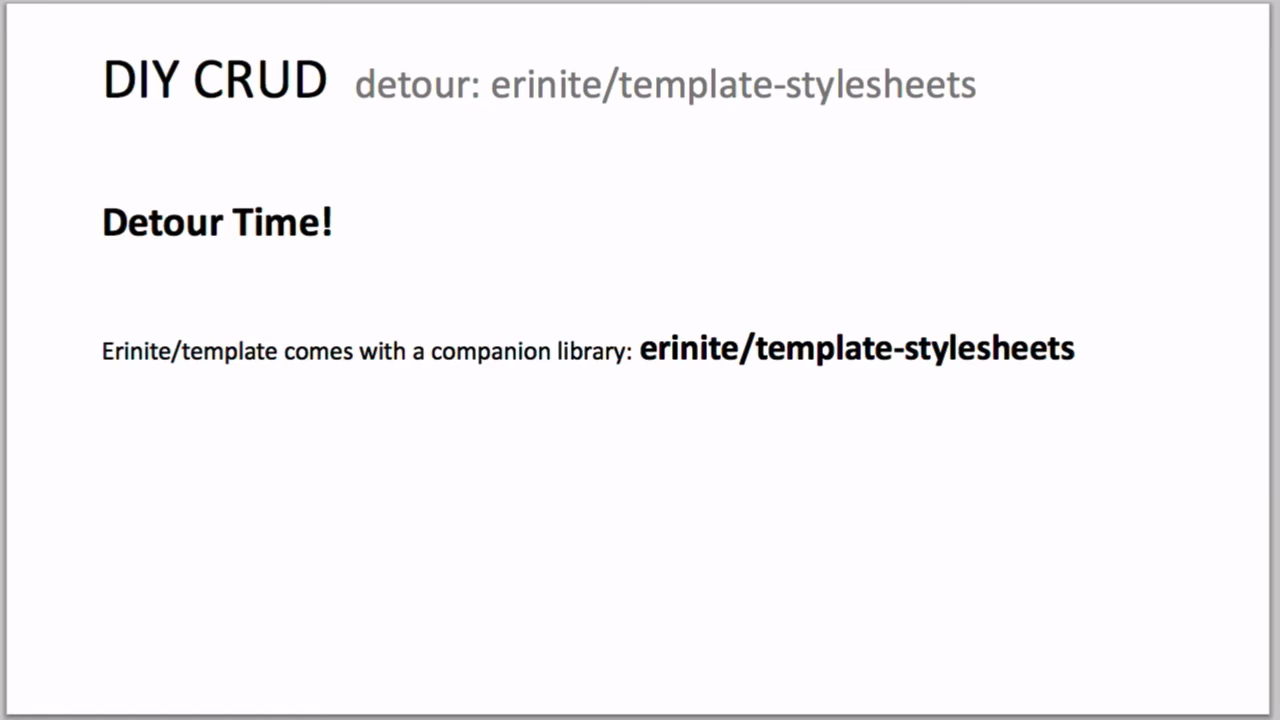 DIY CRUD detour: erinite/template-stylesheets
Detour Time!
Erinite/template comes with a companion library: erinite/template-stylesheets